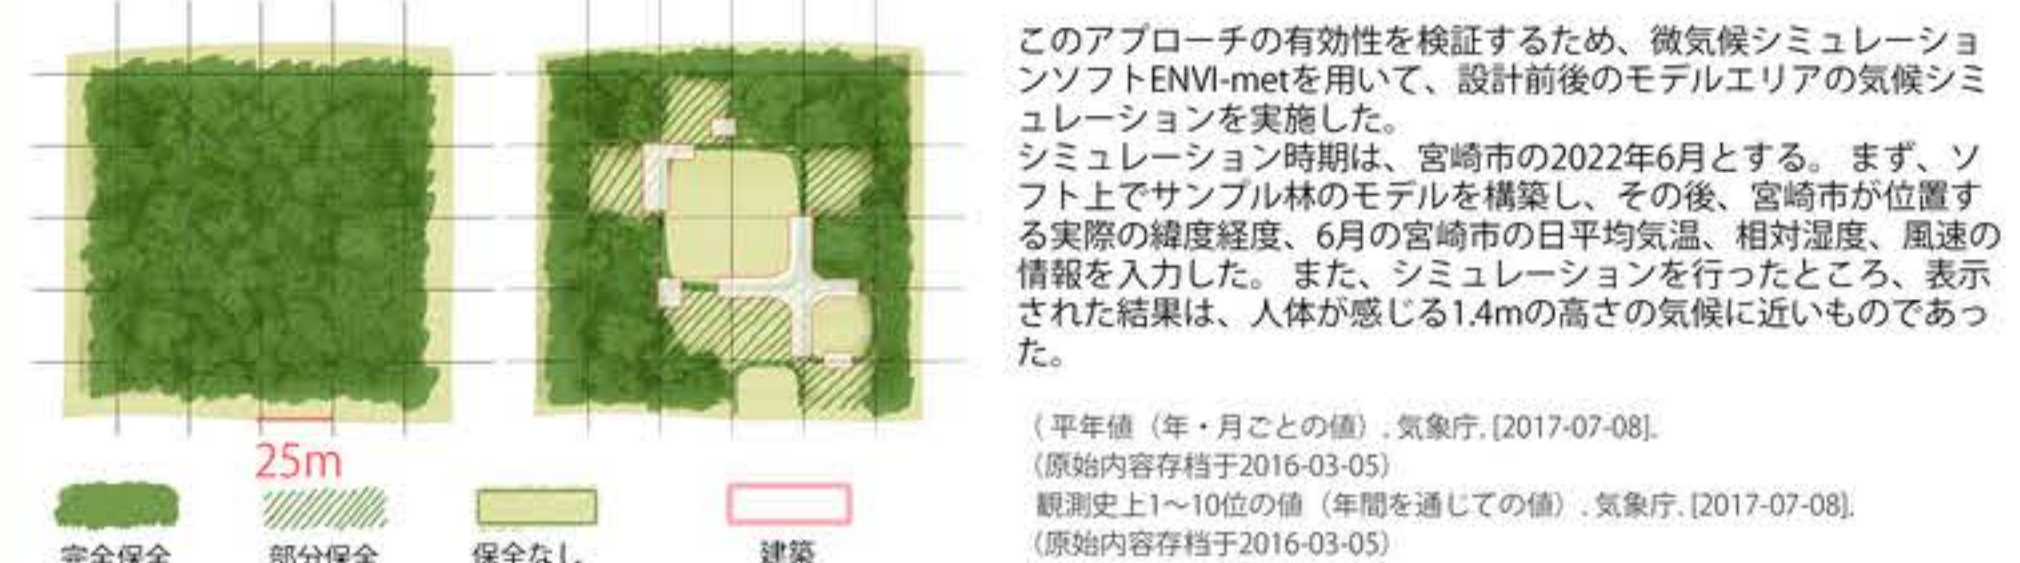 25m
完全保全
部分保全
保全なし
建築
このアプローチの有効性を検証するため、微気候シミュレーショ
ンソフトENVI-metを用いて、設計前後のモデルエリアの気候シミ
ュレーションを実施した。
シミュレーション時期は、宮崎市の2022年6月とする。 まず、ソ
フト上でサンプル林のモデルを構築し、その後、宮崎市が位置す
る実際の緯度経度、6月の宮崎市の日平均気温、相対湿度、風速の
情報を入力した。 また、シミュレーションを行ったところ、表示
された結果は、人体が感じる1.4mの高さの気候に近いものであっ
た。
（ 平年値（年・月ごとの値）. 気象庁. [2017-07-08].
（原始内容存档于2016-03-05）
観測史上1～10位の値（年間を通じての値）. 気象庁. [2017-07-08].
（原始内容存档于2016-03-05）